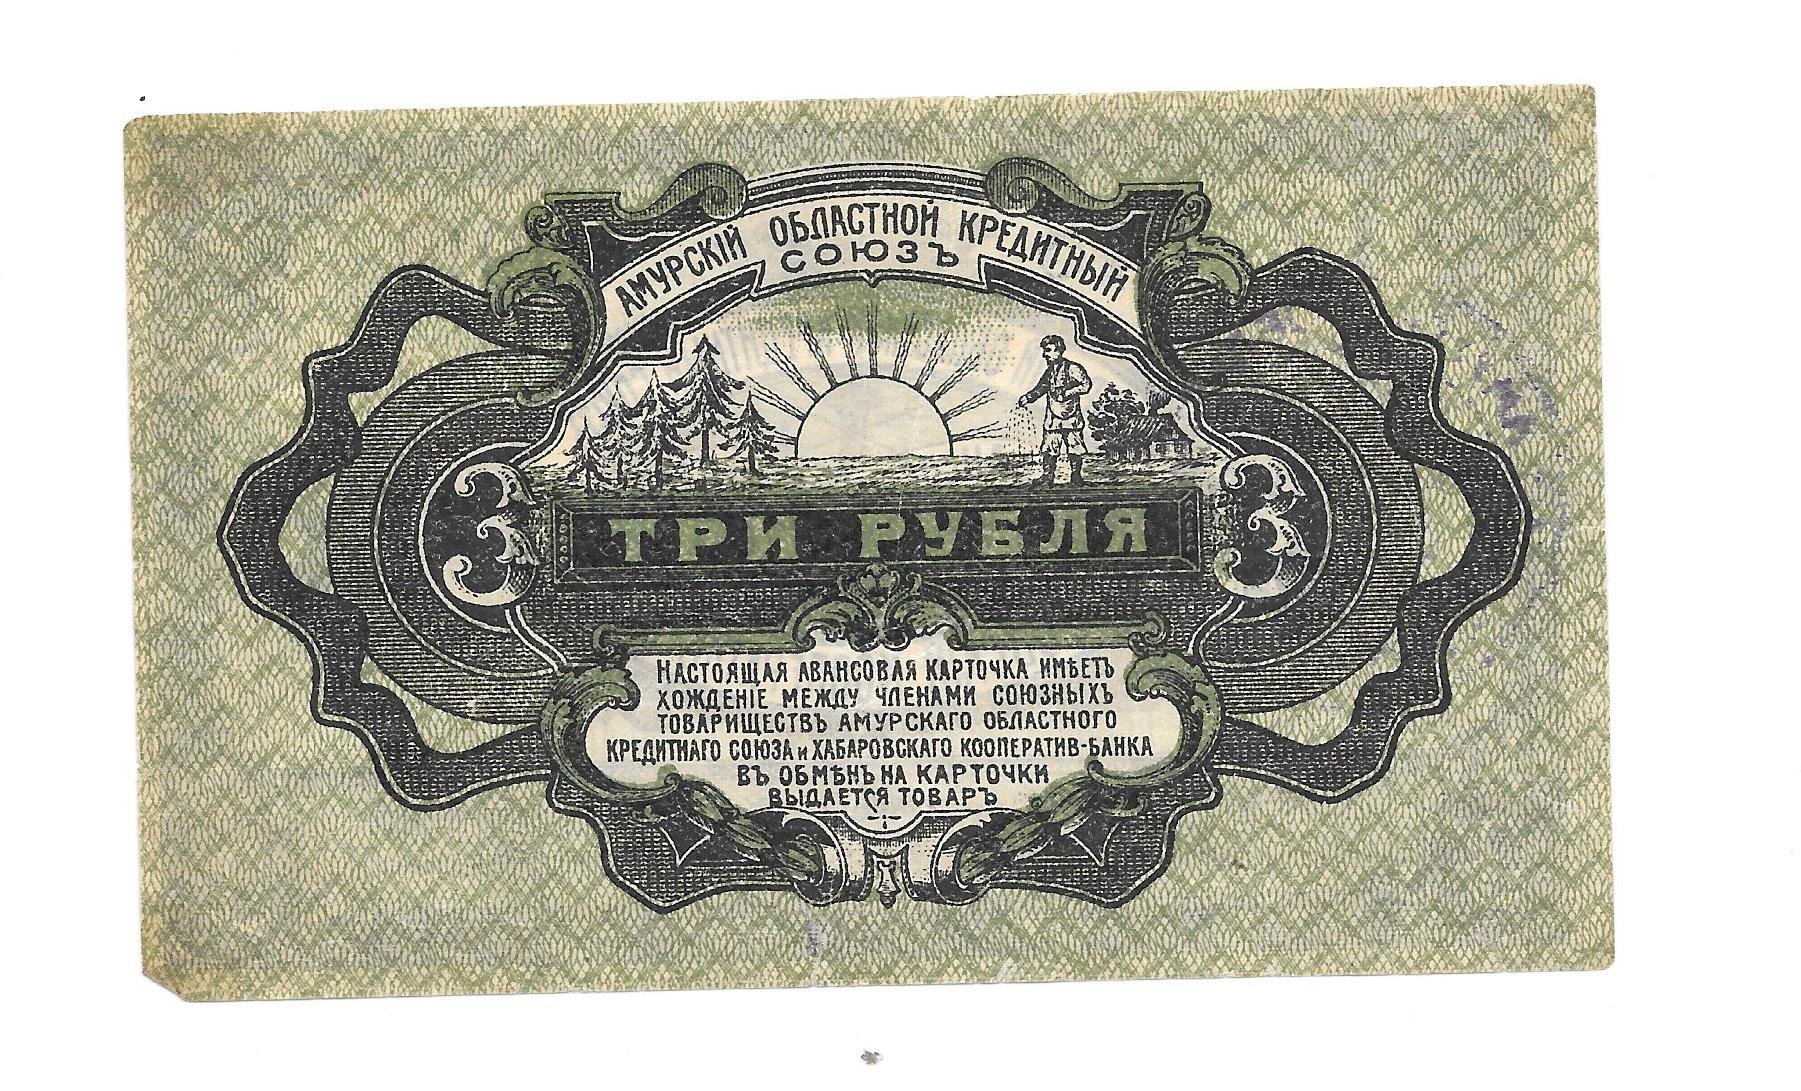 АМУРСКІЙ ОБЛАСТНОЙ КРЕДИТНЫЙ
СОЮЗЪ
3 ТРИ РУБЛЯ 3
НАСТОЯЩАЯ АВАНСОВАЯ КАРТОЧКА ИМѢЕТЪ
ХОЖДЕНІЕ МЕЖДУ ЧЛЕНАМИ СОЮЗНЫХЪ
ТОВАРИЩЕСТВЪ АМУРСКАГО ОБЛАСТНОГО
КРЕДИТНАГО СОЮЗА И ХАБАРОВСКАГО КООПЕРАТИВ-БАНКА
ВЪ ОБМѢНЪ НА КАРТОЧКИ
ВЫДАЕТСЯ ТОВАРЪ